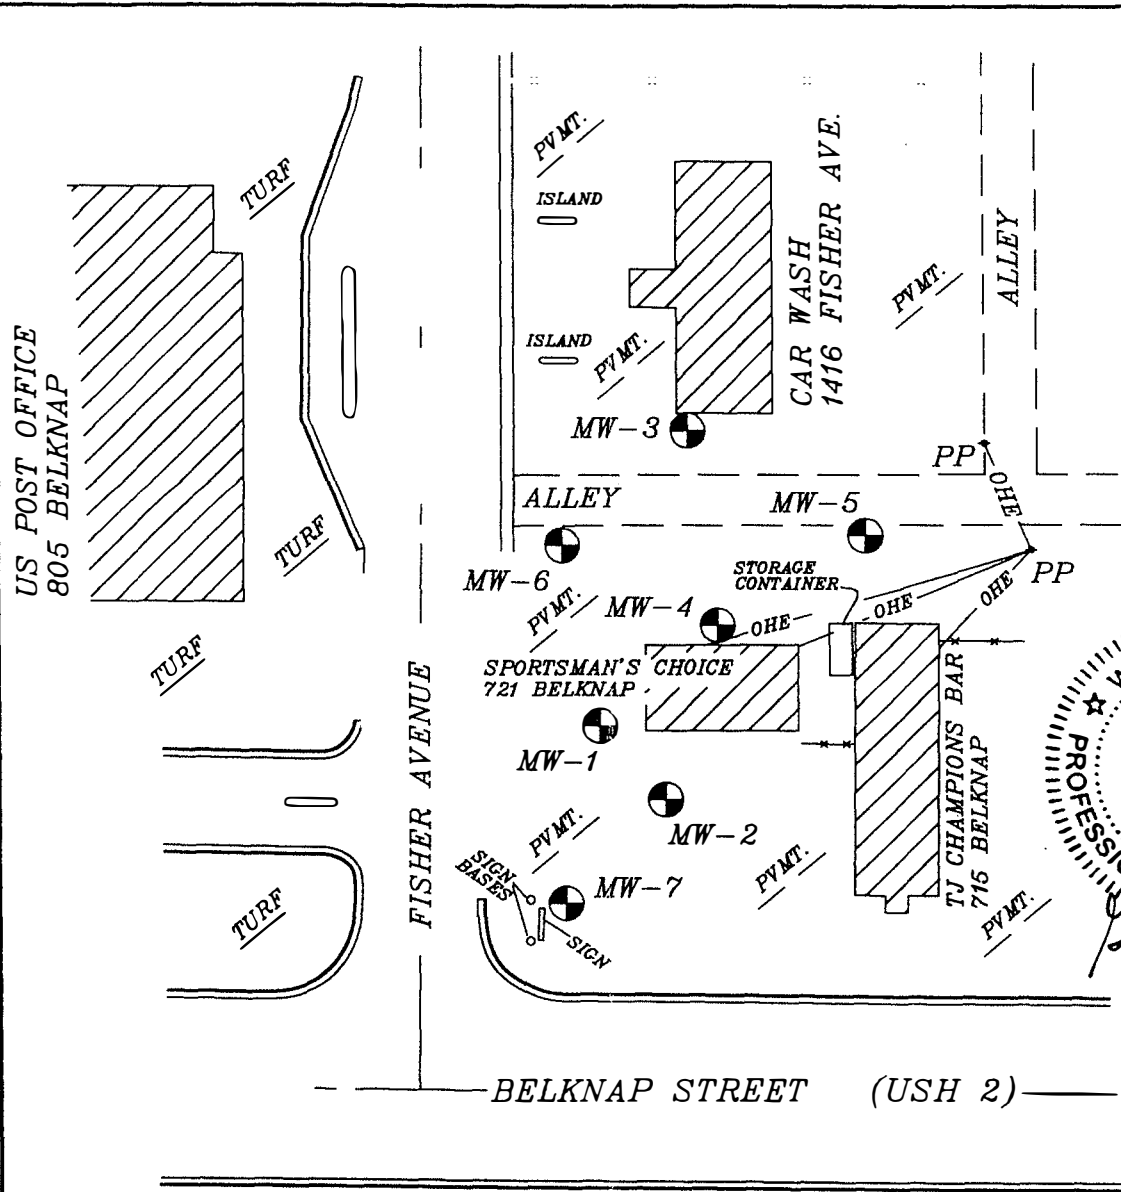 TURF
PVMT.
ISLAND
ISLAND
PVMT.
CAR WASH
1416 FISHER AVE.
PVMT.
ALLEY
US POST OFFICE
805 BELKNAP
MW-3
PP
OHE
ALLEY
MW-5
TURF
MW-6
STORAGE
CONTAINER
PP
PVMT.
MW-4
OHE
OHE
OHE
TURF
SPORTSMAN'S CHOICE
721 BELKNAP
MW-1
FISHER AVENUE
TJ CHAMPIONS BAR
715 BELKNAP
MW-2
PVMT.
PVMT.
SIGN
BASES
MW-7
TURF
SIGN
PVMT.
BELKNAP STREET (USH 2)